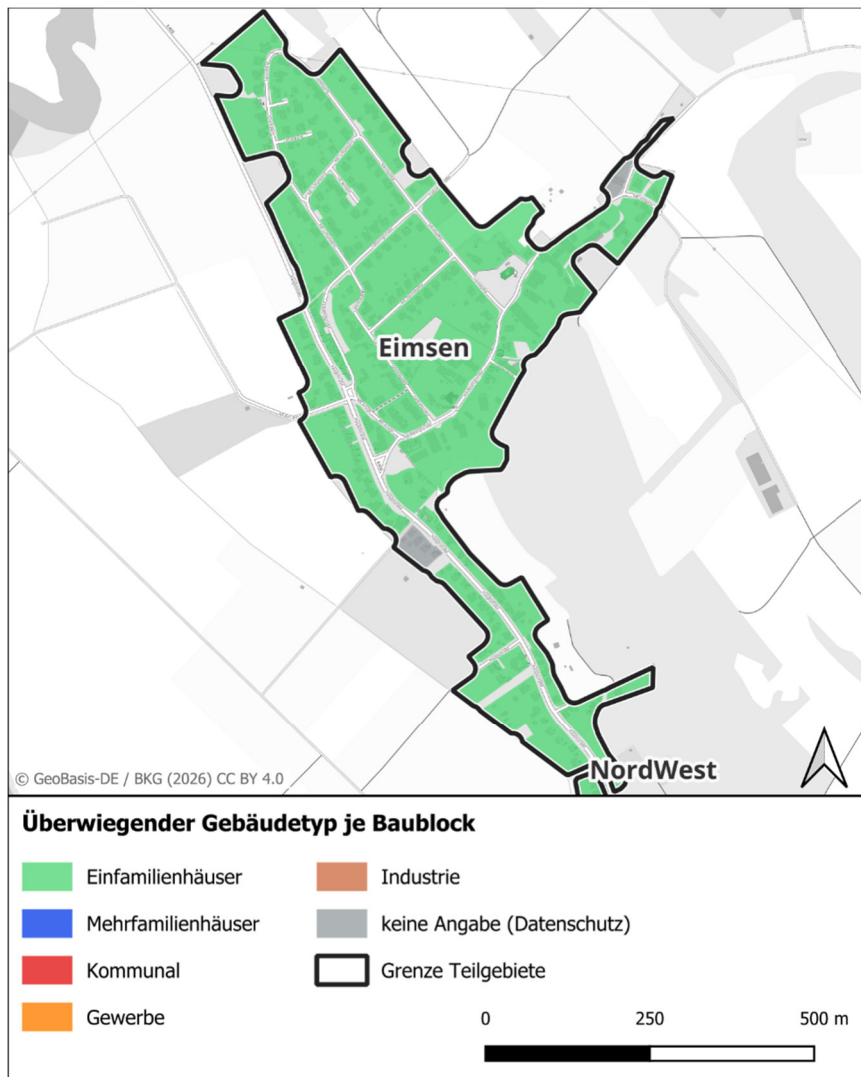 Eimsen
NordWest
© GeoBasis-DE / BKG (2026) CC BY 4.0
Überwiegender Gebäudetyp je Baublock
Einfamilienhäuser
Mehrfamilienhäuser
Kommunal
Gewerbe
Industrie
keine Angabe (Datenschutz)
Grenze Teilgebiete
0 250 500 m